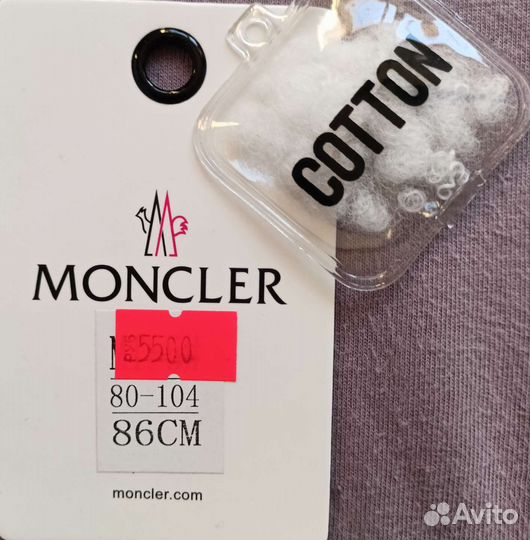 COTTON
MONCLER
5500
80-104
86CM
moncler.com
Avito